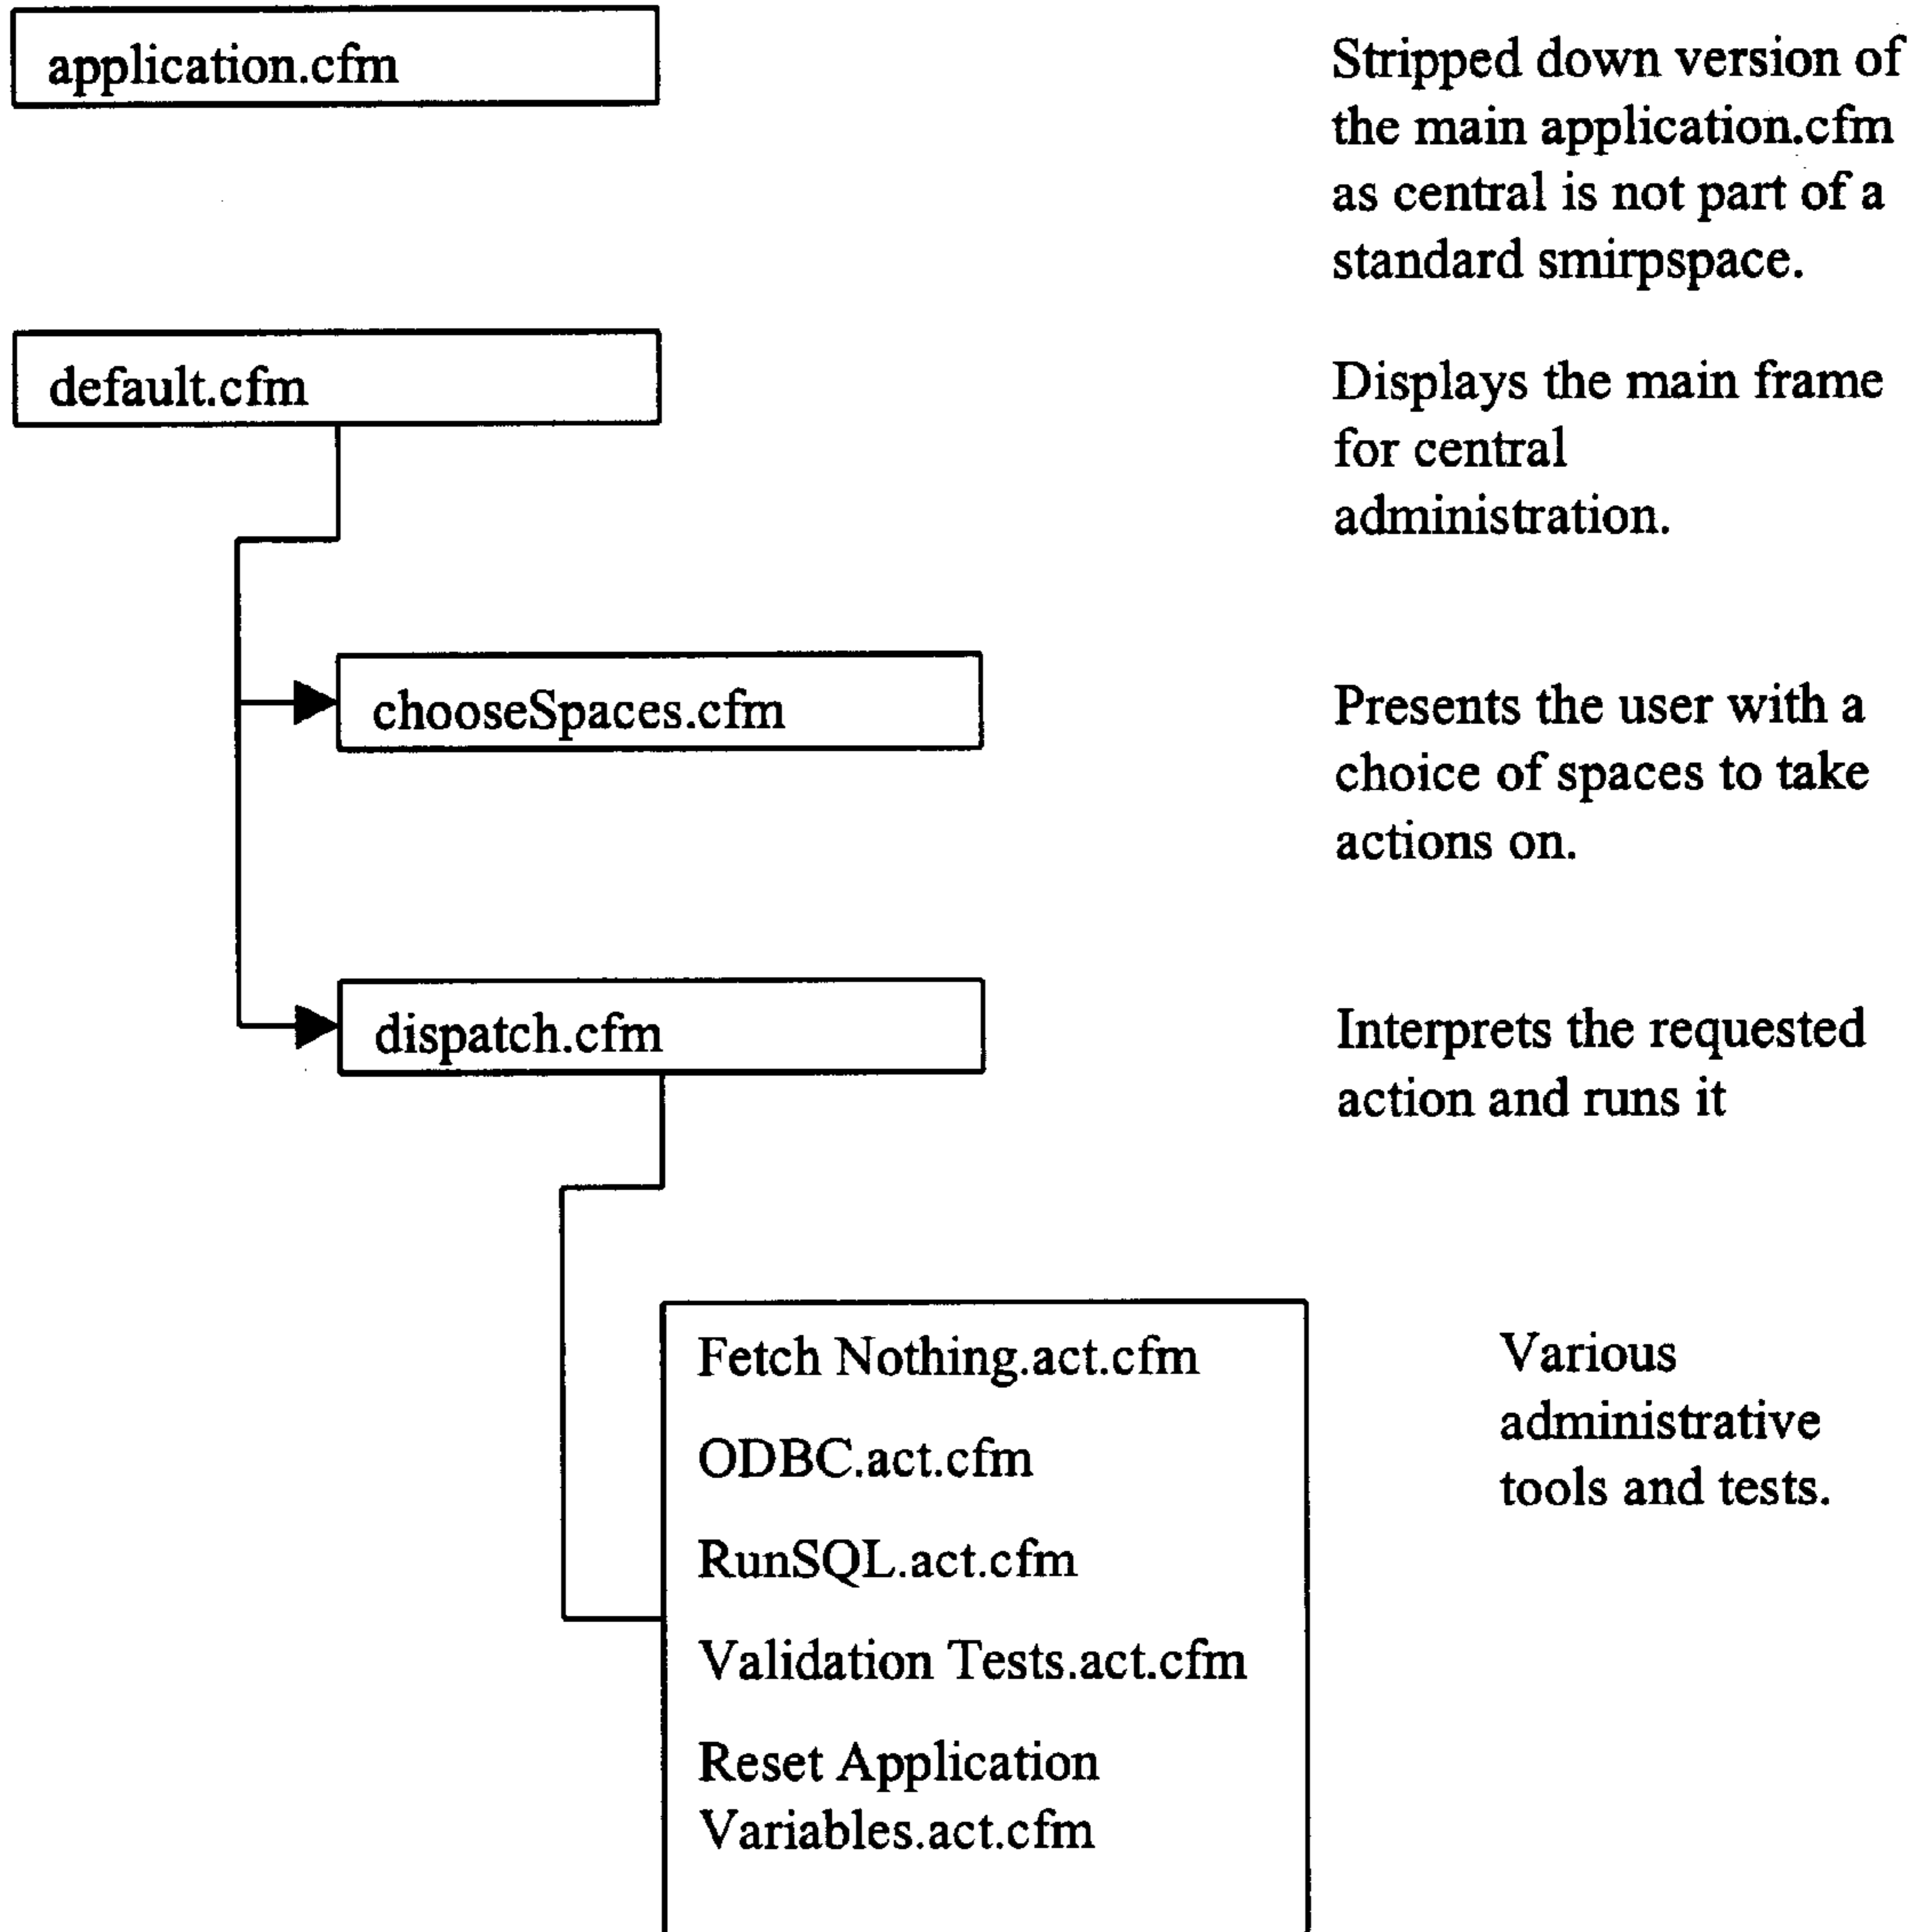 application.cfm
Stripped down version of
the main application.cfm
as central is not part of a
standard smirpspace.
default.cfm
Displays the main frame
for central
administration.
chooseSpaces.cfm
Presents the user with a
choice of spaces to take
actions on.
dispatch.cfm
Interprets the requested
action and runs it
Fetch Nothing.act.cfm
ODBC.act.cfm
RunSQL.act.cfm
Validation Tests.act.cfm
Reset Application
Variables.act.cfm
Various
administrative
tools and tests.